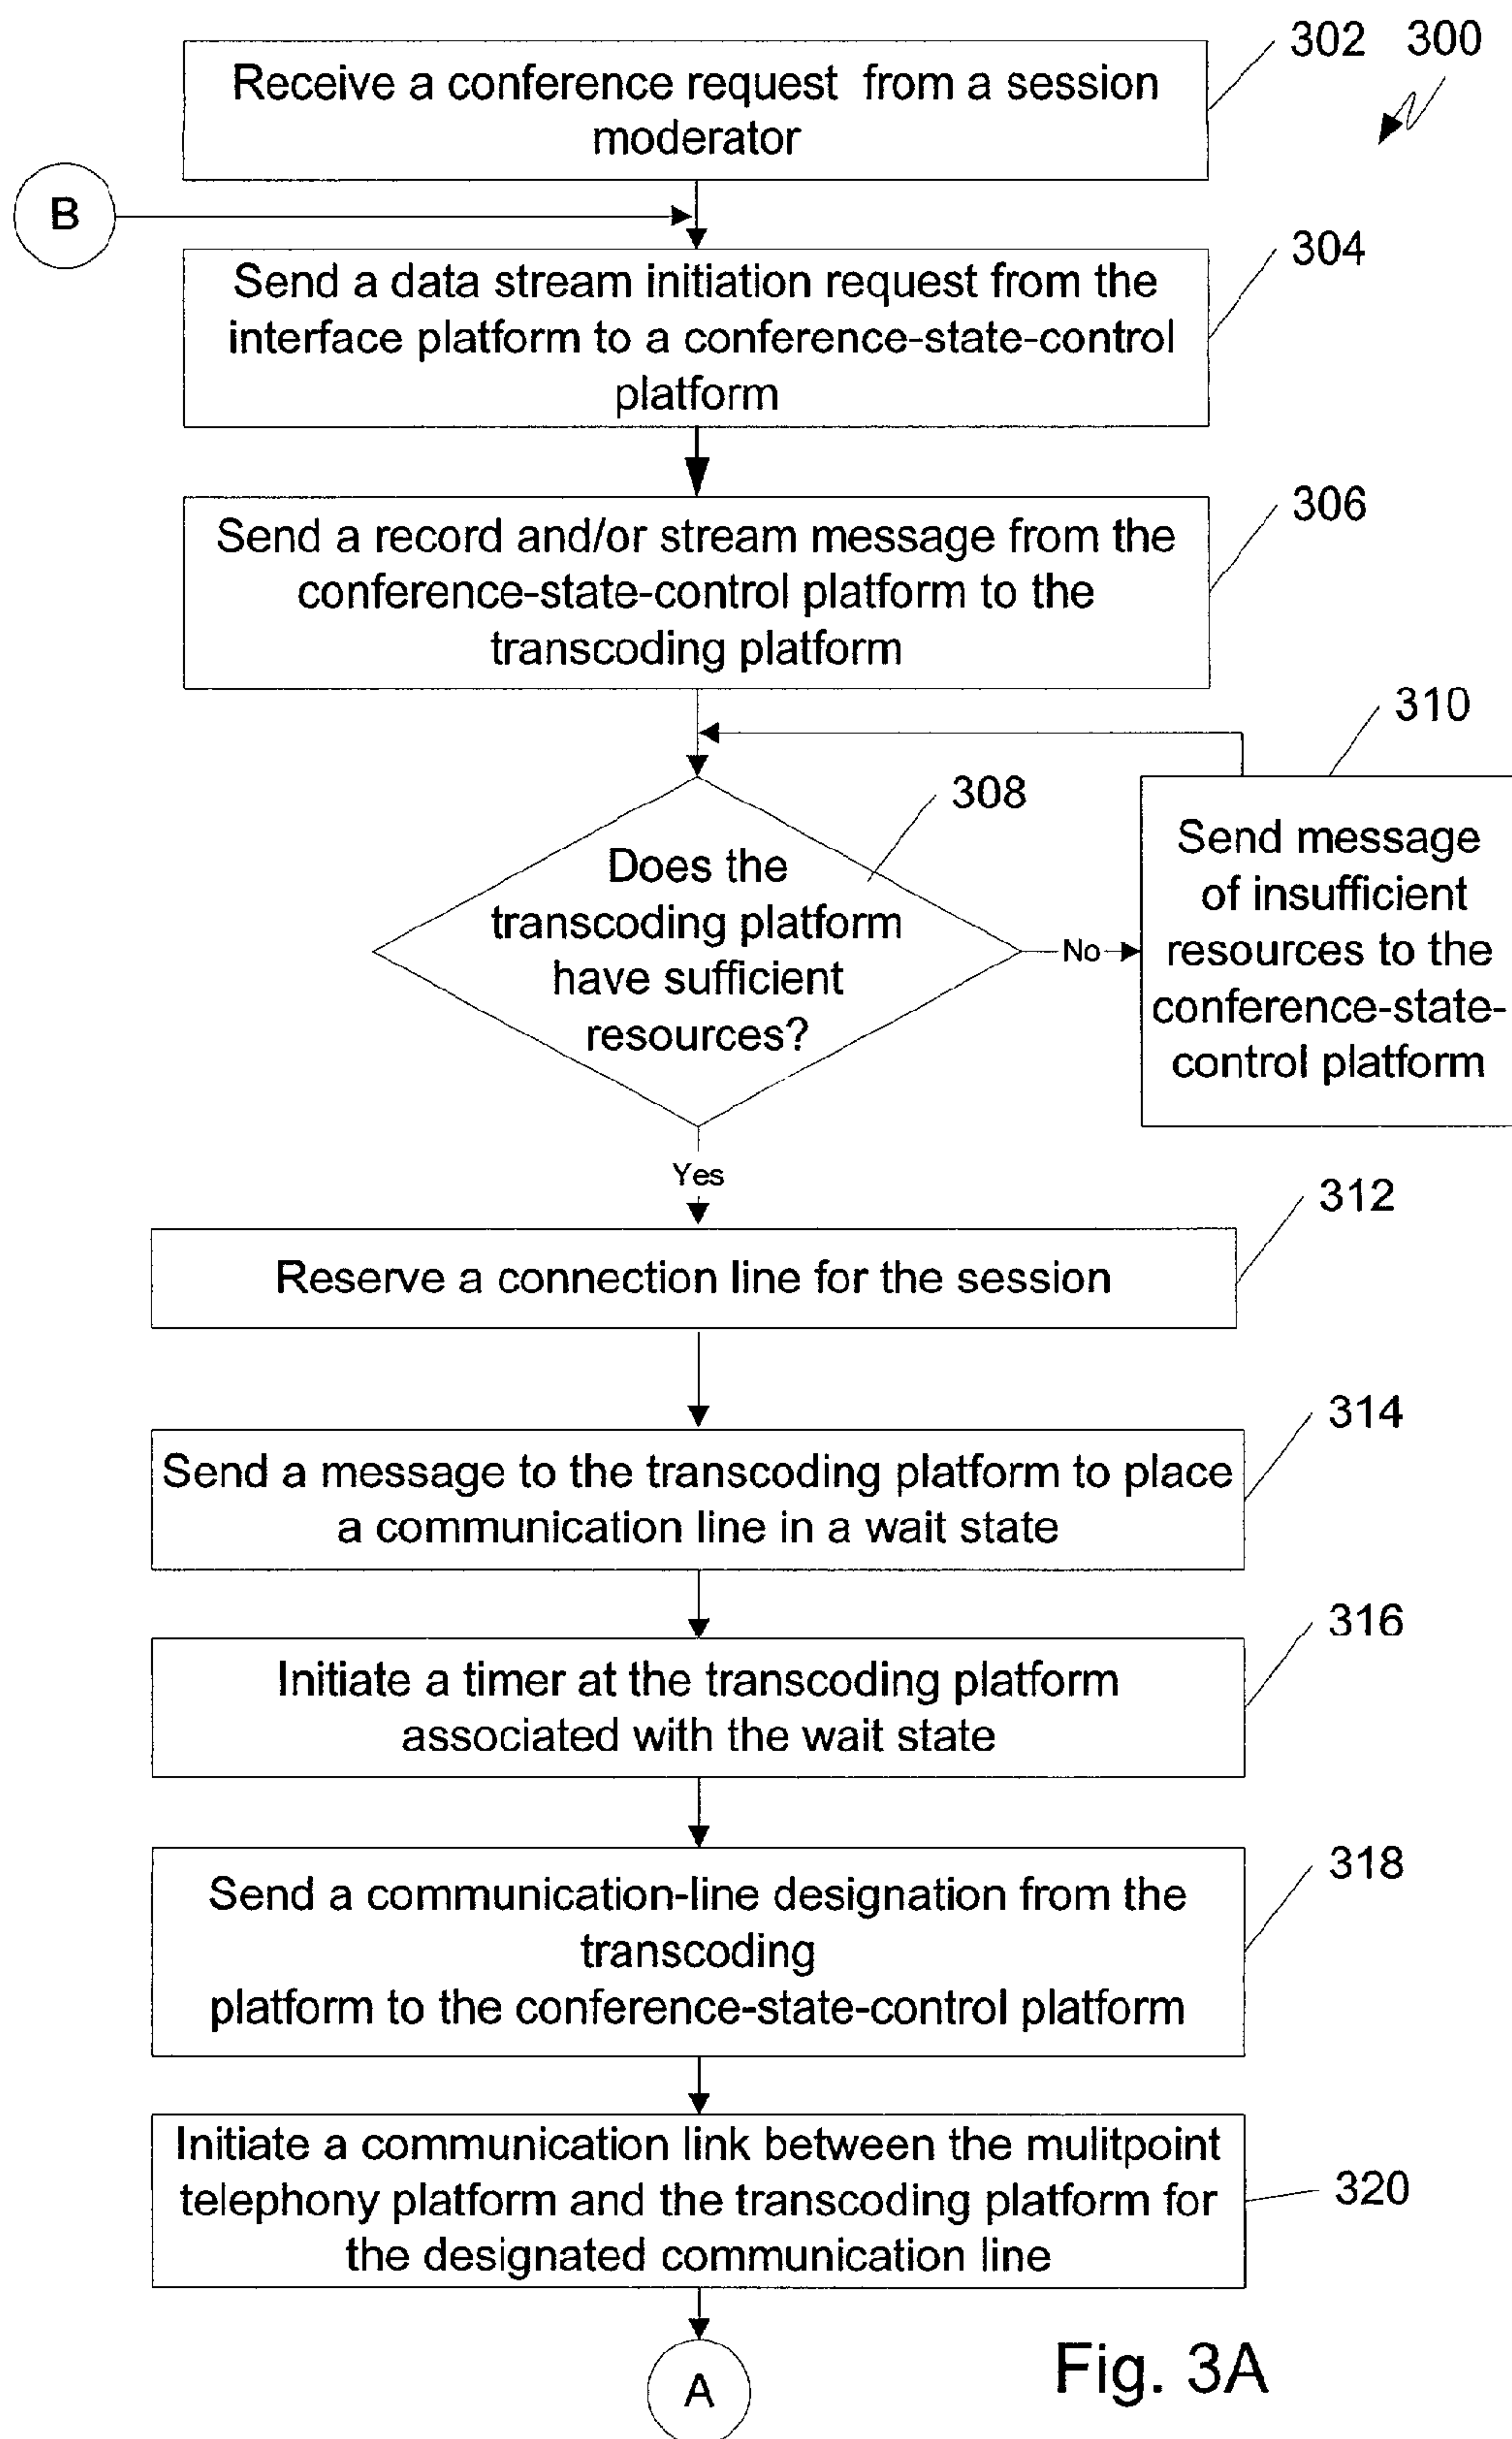 302 300
Receive a conference request from a session
moderator
B
304
Send a data stream initiation request from the
interface platform to a conference-state-control
platform
306
Send a record and/or stream message from the
conference-state-control platform to the
transcoding platform
310
308
Does the
transcoding platform
have sufficient
resources?
No
Send message
of insufficient
resources to the
conference-state-
control platform
Yes
312
Reserve a connection line for the session
314
Send a message to the transcoding platform to place
a communication line in a wait state
316
Initiate a timer at the transcoding platform
associated with the wait state
318
Send a communication-line designation from the
transcoding
platform to the conference-state-control platform
Initiate a communication link between the mulitpoint
telephony platform and the transcoding platform for
the designated communication line
320
A
Fig. 3A